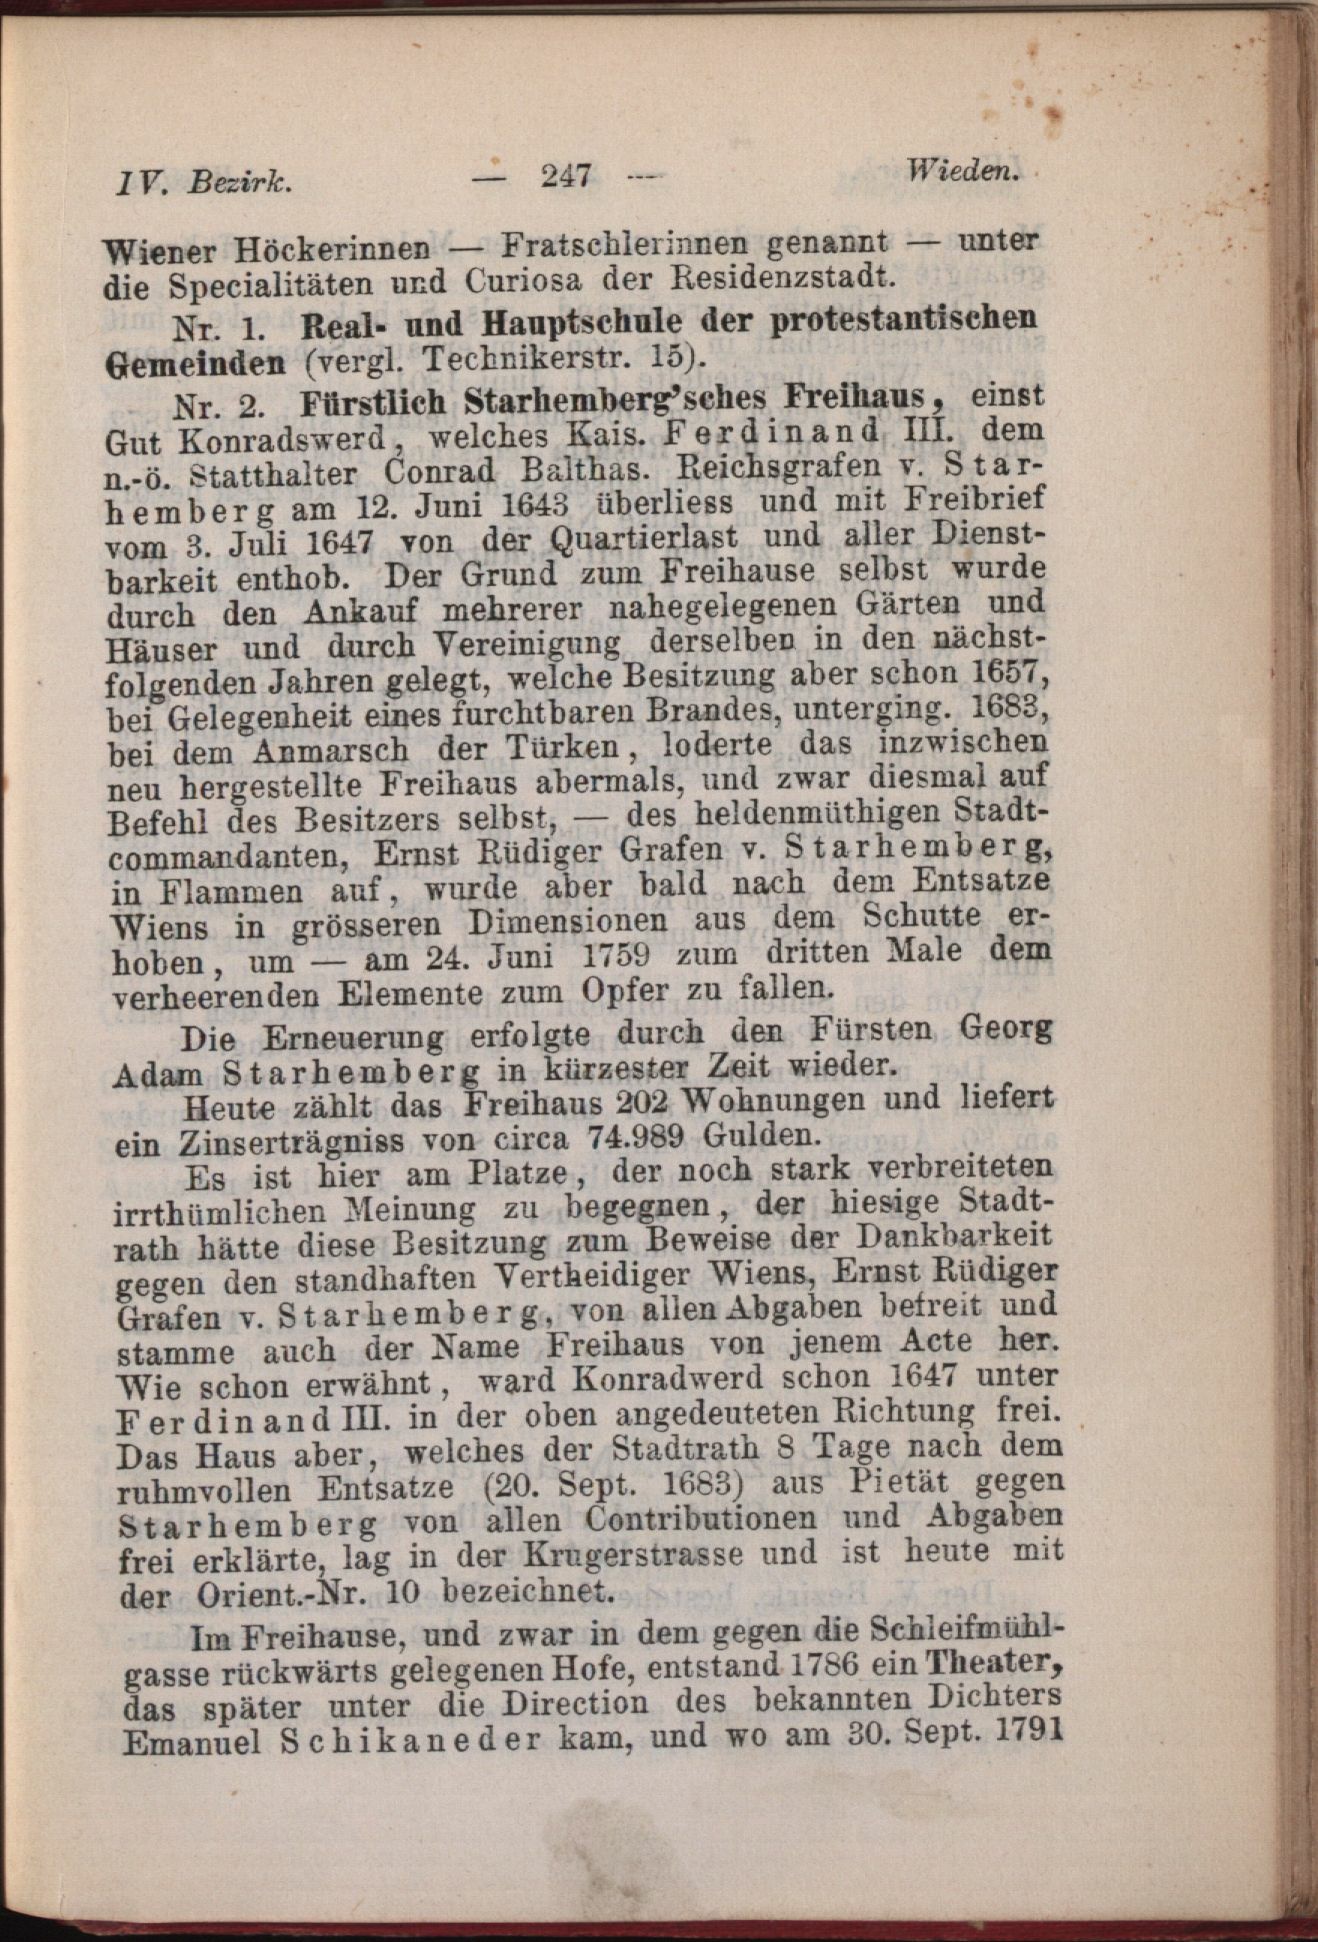 IV. Bezirk. — 247 — Wieden.
Wiener Höckerinnen — Fratschlerinnen genannt — unter
die Specialitäten und Curiosa der Residenzstadt.
Nr. 1. Real- und Hauptschule der protestantischen
Gemeinden (vergl. Technikerstr. 15).
Nr. 2. Fürstlich Starhemberg'sches Freihaus, einst
Gut Konradswerd, welches Kais. Ferdinand III. dem
n.-ö. Statthalter Conrad Balthas. Reichsgrafen v. Star-
hemberg am 12. Juni 1643 überliess und mit Freibrief
vom 3. Juli 1647 von der Quartierlast und aller Dienst-
barkeit enthob. Der Grund zum Freihause selbst wurde
durch den Ankauf mehrerer nahegelegenen Gärten und
Häuser und durch Vereinigung derselben in den nächst-
folgenden Jahren gelegt, welche Besitzung aber schon 1657,
bei Gelegenheit eines furchtbaren Brandes, unterging. 1683,
bei dem Anmarsch der Türken, loderte das inzwischen
neu hergestellte Freihaus abermals, und zwar diesmal auf
Befehl des Besitzers selbst, — des heldenmüthigen Stadt-
commandanten, Ernst Rüdiger Grafen v. Starhemberg,
in Flammen auf, wurde aber bald nach dem Entsatze
Wiens in grösseren Dimensionen aus dem Schutte er-
hoben, um — am 24. Juni 1759 zum dritten Male dem
verheerenden Elemente zum Opfer zu fallen.
Die Erneuerung erfolgte durch den Fürsten Georg
Adam Starhemberg in kürzester Zeit wieder.
Heute zählt das Freihaus 202 Wohnungen und liefert
ein Zinserträgniss von circa 74.989 Gulden.
Es ist hier am Platze, der noch stark verbreiteten
irrthümlichen Meinung zu begegnen, der hiesige Stadt-
rath hätte diese Besitzung zum Beweise der Dankbarkeit
gegen den standhaften Vertheidiger Wiens, Ernst Rüdiger
Grafen v. Starhemberg, von allen Abgaben befreit und
stamme auch der Name Freihaus von jenem Acte her.
Wie schon erwähnt, ward Konradwerd schon 1647 unter
Ferdinand III. in der oben angedeuteten Richtung frei.
Das Haus aber, welches der Stadtrath 8 Tage nach dem
ruhmvollen Entsatze (20. Sept. 1683) aus Pietät gegen
Starhemberg von allen Contributionen und Abgaben
frei erklärte, lag in der Krugerstrasse und ist heute mit
der Orient.-Nr. 10 bezeichnet.
Im Freihause, und zwar in dem gegen die Schleifmühl-
gasse rückwärts gelegenen Hofe, entstand 1786 ein Theater,
das später unter die Direction des bekannten Dichters
Emanuel Schikaneder kam, und wo am 30. Sept. 1791